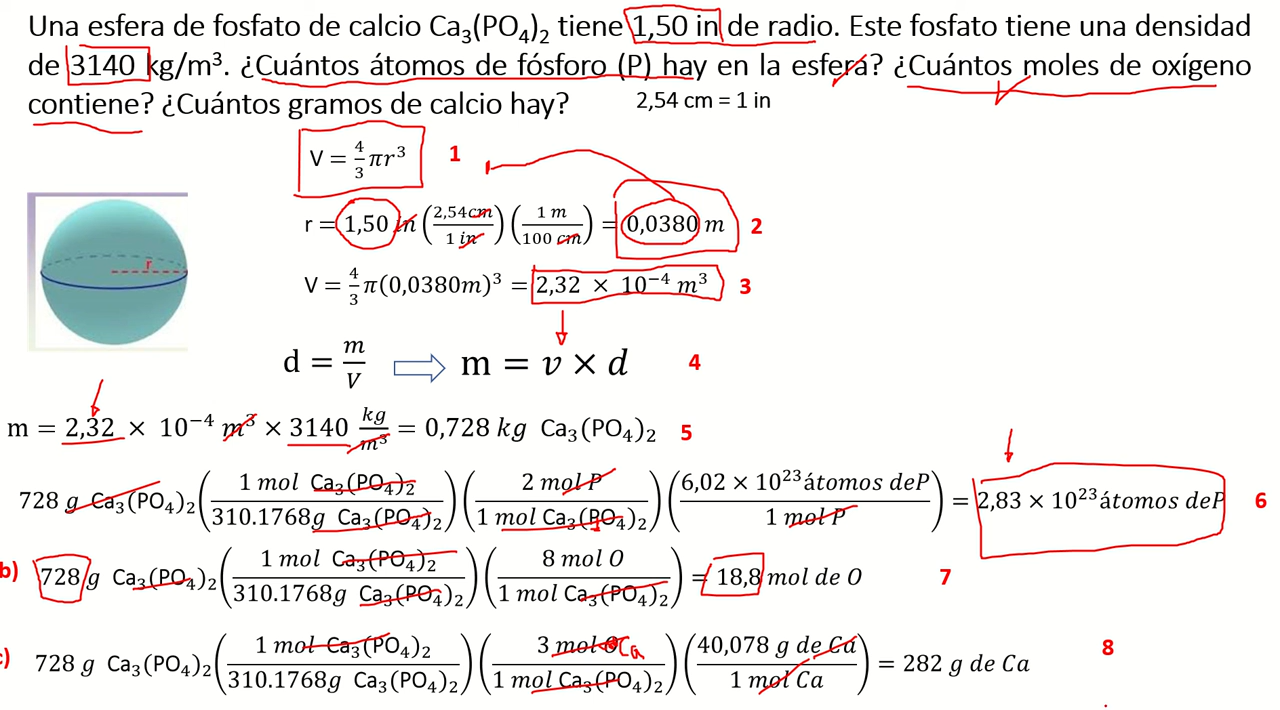 Una esfera de fosfato de calcio Ca₃(PO₄)₂ tiene 1,50 in de radio. Este fosfato tiene una densidad
de 3140 kg/m³. ¿Cuántos átomos de fósforo (P) hay en la esfera? ¿Cuántos moles de oxígeno
contiene? ¿Cuántos gramos de calcio hay? 2,54 cm = 1 in
V = 4/3 πr³ 1
r = 1,50 in (2,54cm / 1 in) (1 m / 100 cm) = 0,0380 m 2
r
V = 4/3 π(0,0380m)³ = 2,32 × 10⁻⁴ m³ 3
d = m/V ⇒ m = v × d 4
m = 2,32 × 10⁻⁴ m³ × 3140 kg/m³ = 0,728 kg Ca₃(PO₄)₂ 5
728 g Ca₃(PO₄)₂ (1 mol Ca₃(PO₄)₂ / 310.1768g Ca₃(PO₄)₂) (2 mol P / 1 mol Ca₃(PO₄)₂) (6,02 × 10²³ átomos deP / 1 mol P) = 2,83 × 10²³ átomos deP 6
b) 728 g Ca₃(PO₄)₂ (1 mol Ca₃(PO₄)₂ / 310.1768g Ca₃(PO₄)₂) (8 mol O / 1 mol Ca₃(PO₄)₂) = 18,8 mol de O 7
c) 728 g Ca₃(PO₄)₂ (1 mol Ca₃(PO₄)₂ / 310.1768g Ca₃(PO₄)₂) (3 mol O Ca / 1 mol Ca₃(PO₄)₂) (40,078 g de Ca / 1 mol Ca) = 282 g de Ca 8